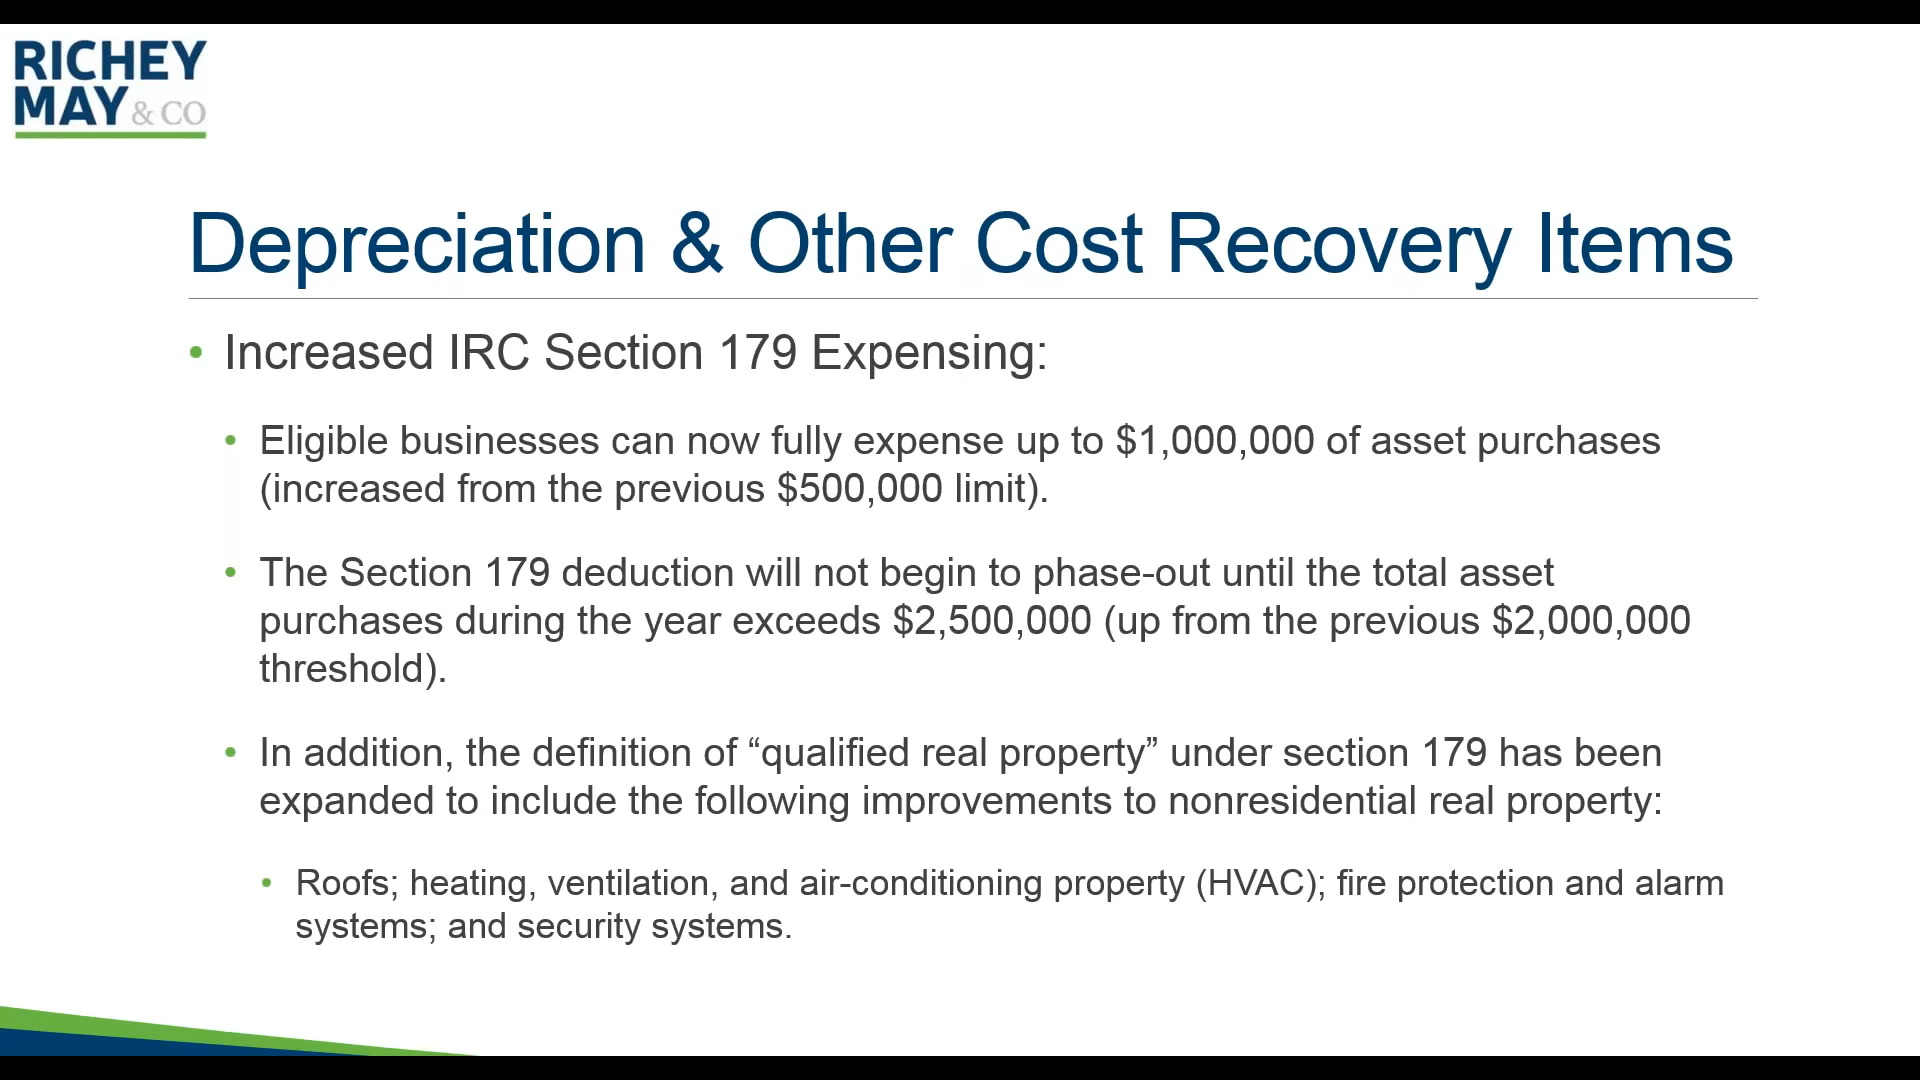 RICHEY
MAY & CO
Depreciation & Other Cost Recovery Items
• Increased IRC Section 179 Expensing:
• Eligible businesses can now fully expense up to $1,000,000 of asset purchases
(increased from the previous $500,000 limit).
• The Section 179 deduction will not begin to phase-out until the total asset
purchases during the year exceeds $2,500,000 (up from the previous $2,000,000
threshold).
• In addition, the definition of “qualified real property” under section 179 has been
expanded to include the following improvements to nonresidential real property:
• Roofs; heating, ventilation, and air-conditioning property (HVAC); fire protection and alarm
systems; and security systems.